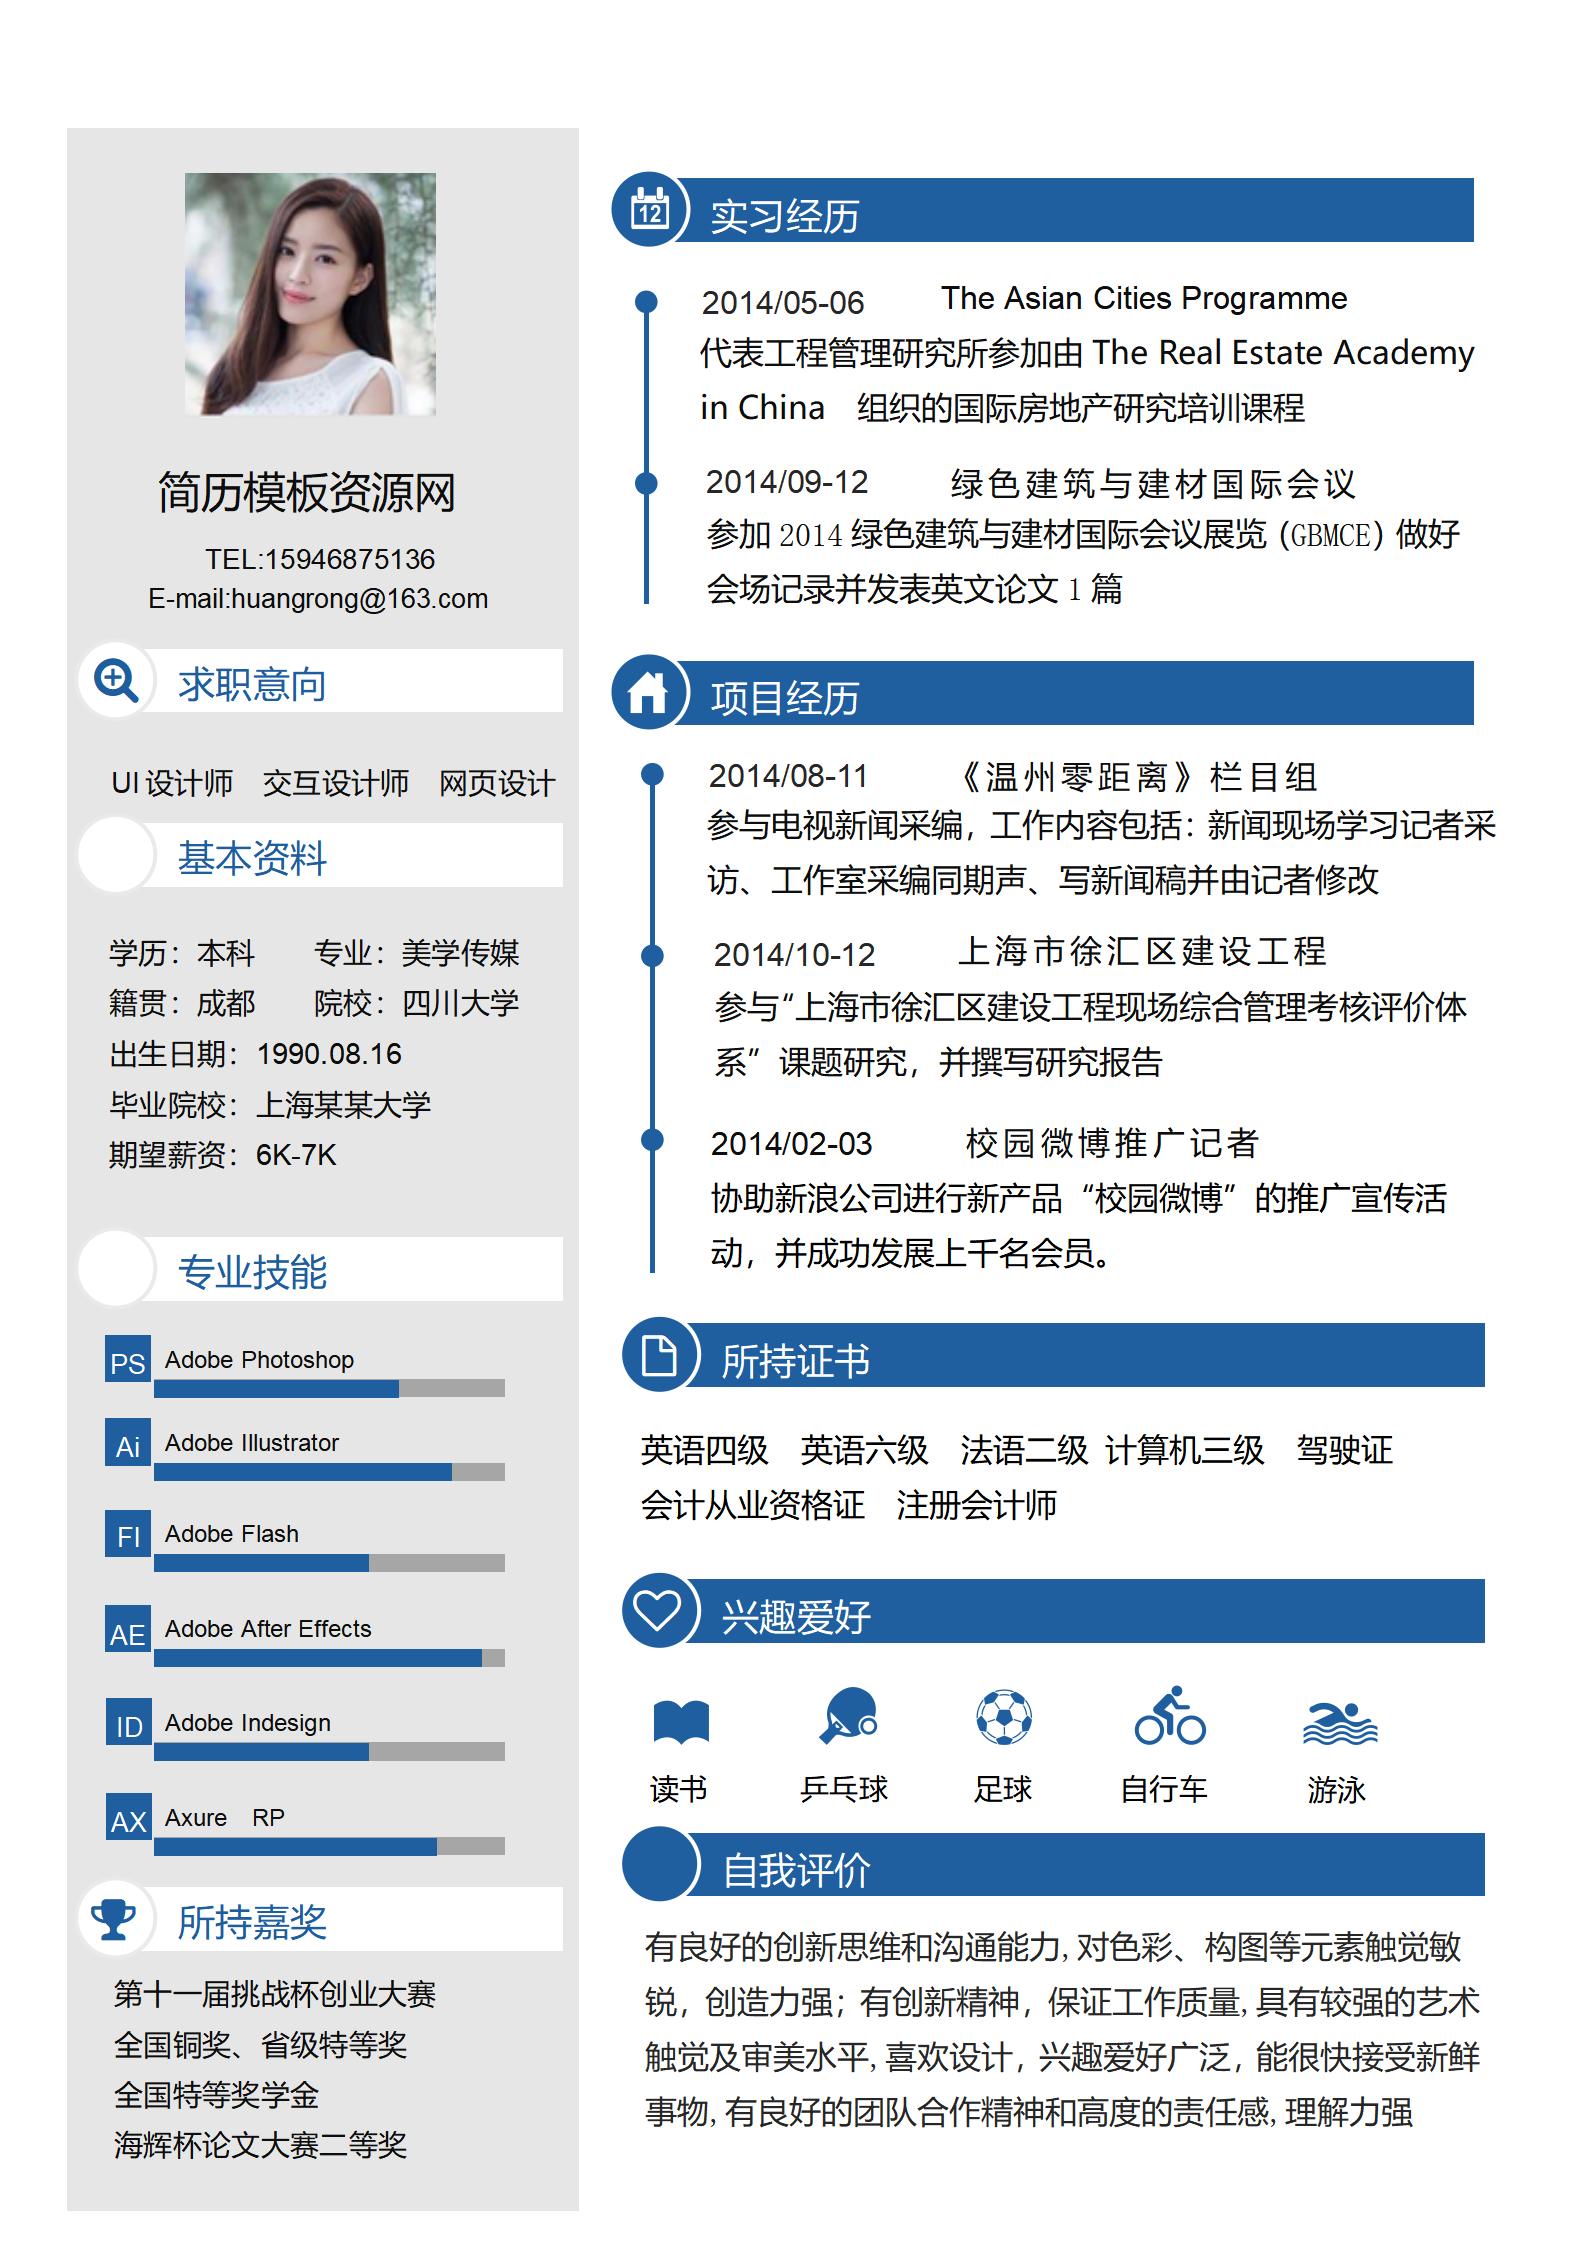 简历模板资源网
TEL:15946875136
E-mail:huangrong@163.com
求职意向
UI 设计师 交互设计师 网页设计
基本资料
学历：本科 专业：美学传媒
籍贯：成都 院校：四川大学
出生日期：1990.08.16
毕业院校：上海某某大学
期望薪资：6K-7K
专业技能
PS Adobe Photoshop
Ai Adobe Illustrator
FI Adobe Flash
AE Adobe After Effects
ID Adobe Indesign
AX Axure RP
所持嘉奖
第十一届挑战杯创业大赛
全国铜奖、省级特等奖
全国特等奖学金
海辉杯论文大赛二等奖
12 实习经历
2014/05-06 The Asian Cities Programme
代表工程管理研究所参加由 The Real Estate Academy
in China 组织的国际房地产研究培训课程
2014/09-12 绿色建筑与建材国际会议
参加 2014 绿色建筑与建材国际会议展览（GBMCE）做好
会场记录并发表英文论文 1 篇
项目经历
2014/08-11 《温州零距离》栏目组
参与电视新闻采编，工作内容包括：新闻现场学习记者采
访、工作室采编同期声、写新闻稿并由记者修改
2014/10-12 上海市徐汇区建设工程
参与“上海市徐汇区建设工程现场综合管理考核评价体
系”课题研究，并撰写研究报告
2014/02-03 校园微博推广记者
协助新浪公司进行新产品“校园微博”的推广宣传活
动，并成功发展上千名会员。
所持证书
英语四级 英语六级 法语二级 计算机三级 驾驶证
会计从业资格证 注册会计师
兴趣爱好
读书 乒乓球 足球 自行车 游泳
自我评价
有良好的创新思维和沟通能力,对色彩、构图等元素触觉敏
锐，创造力强；有创新精神，保证工作质量,具有较强的艺术
触觉及审美水平,喜欢设计，兴趣爱好广泛，能很快接受新鲜
事物,有良好的团队合作精神和高度的责任感,理解力强